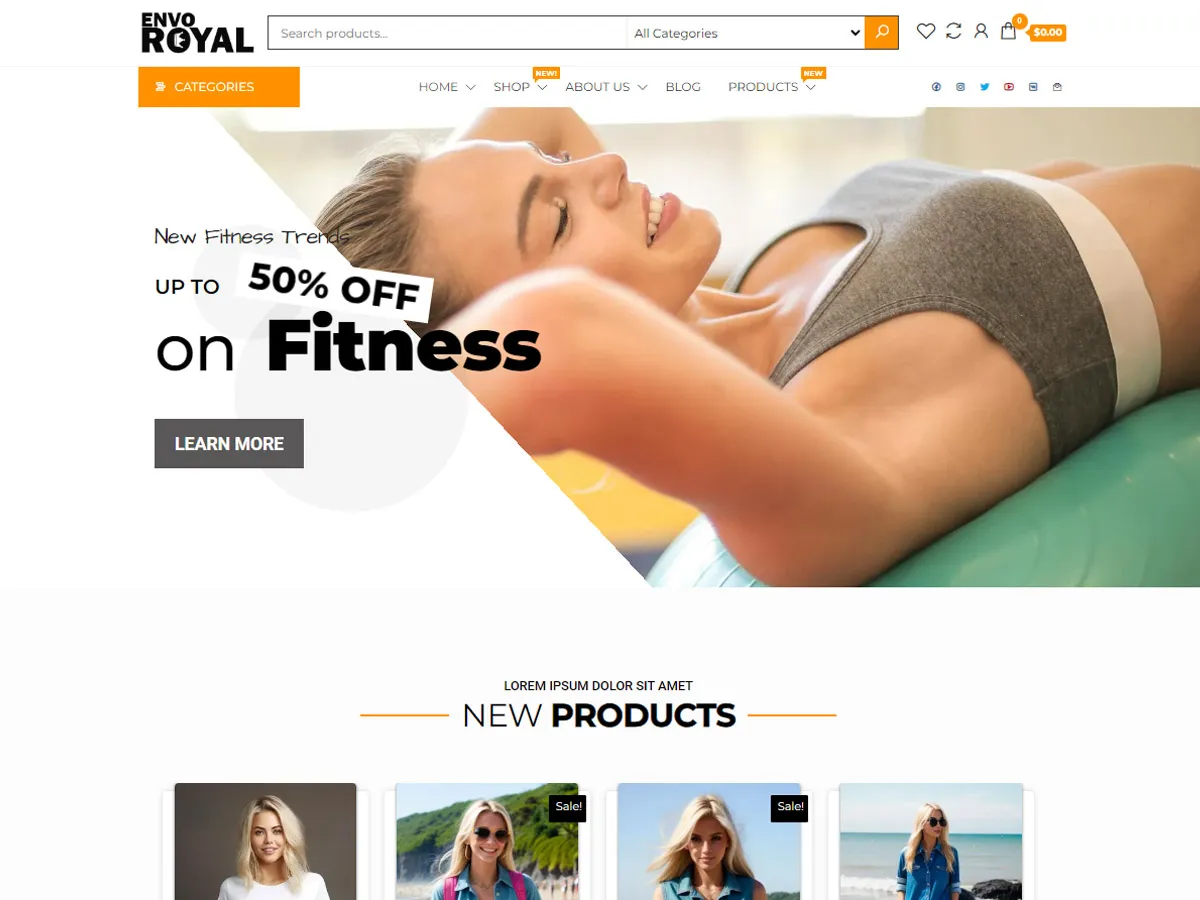 ENVO
ROYAL
Search products...
All Categories
0
$0.00
CATEGORIES
HOME
SHOP
NEW!
ABOUT US
BLOG
PRODUCTS
NEW
New Fitness Trends
UP TO
50% OFF
on Fitness
LEARN MORE
LOREM IPSUM DOLOR SIT AMET
NEW PRODUCTS
Sale!
Sale!